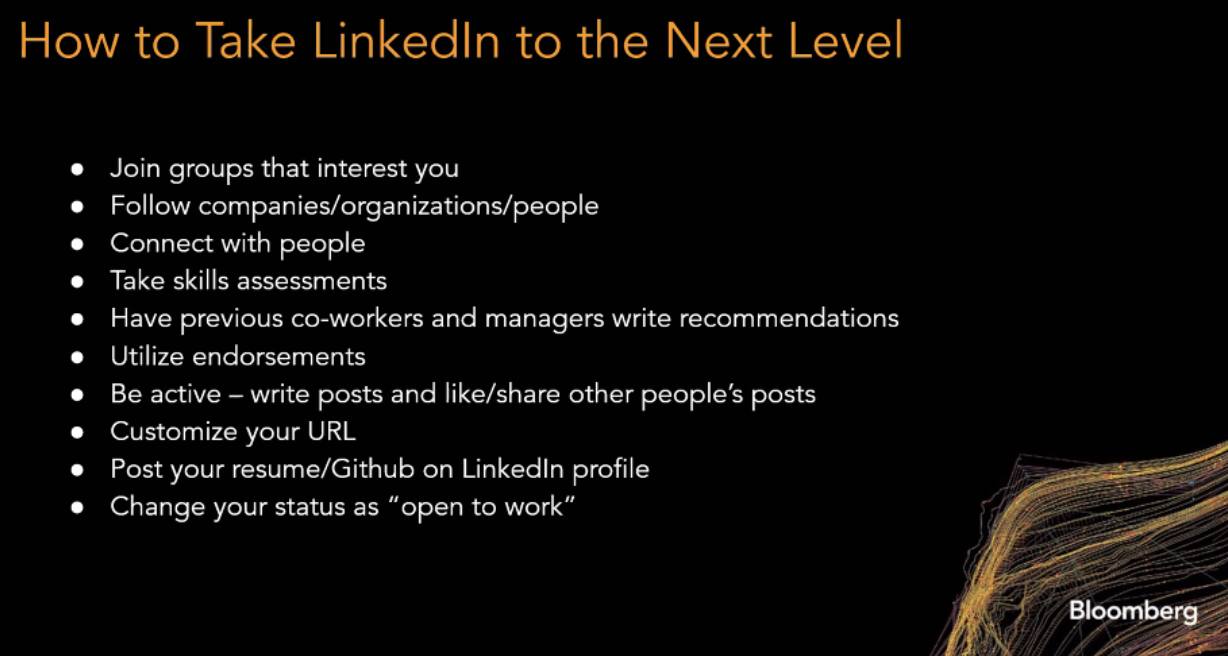 How to Take LinkedIn to the Next Level
● Join groups that interest you
● Follow companies/organizations/people
● Connect with people
● Take skills assessments
● Have previous co-workers and managers write recommendations
● Utilize endorsements
● Be active – write posts and like/share other people’s posts
● Customize your URL
● Post your resume/Github on LinkedIn profile
● Change your status as “open to work”
Bloomberg